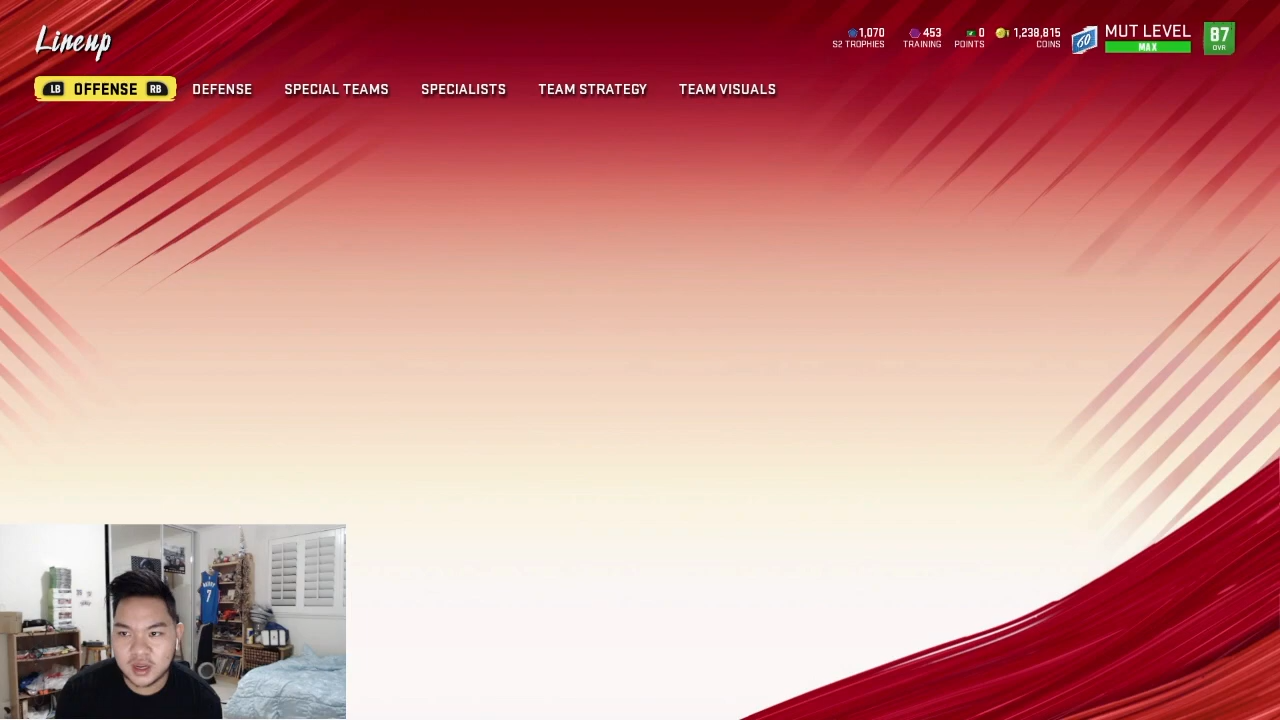 Lineup
1,070
S2 TROPHIES
453
TRAINING
0
POINTS
1,238,815
COINS
60
MUT LEVEL
MAX
87
OVR
LB OFFENSE RB
DEFENSE
SPECIAL TEAMS
SPECIALISTS
TEAM STRATEGY
TEAM VISUALS
7